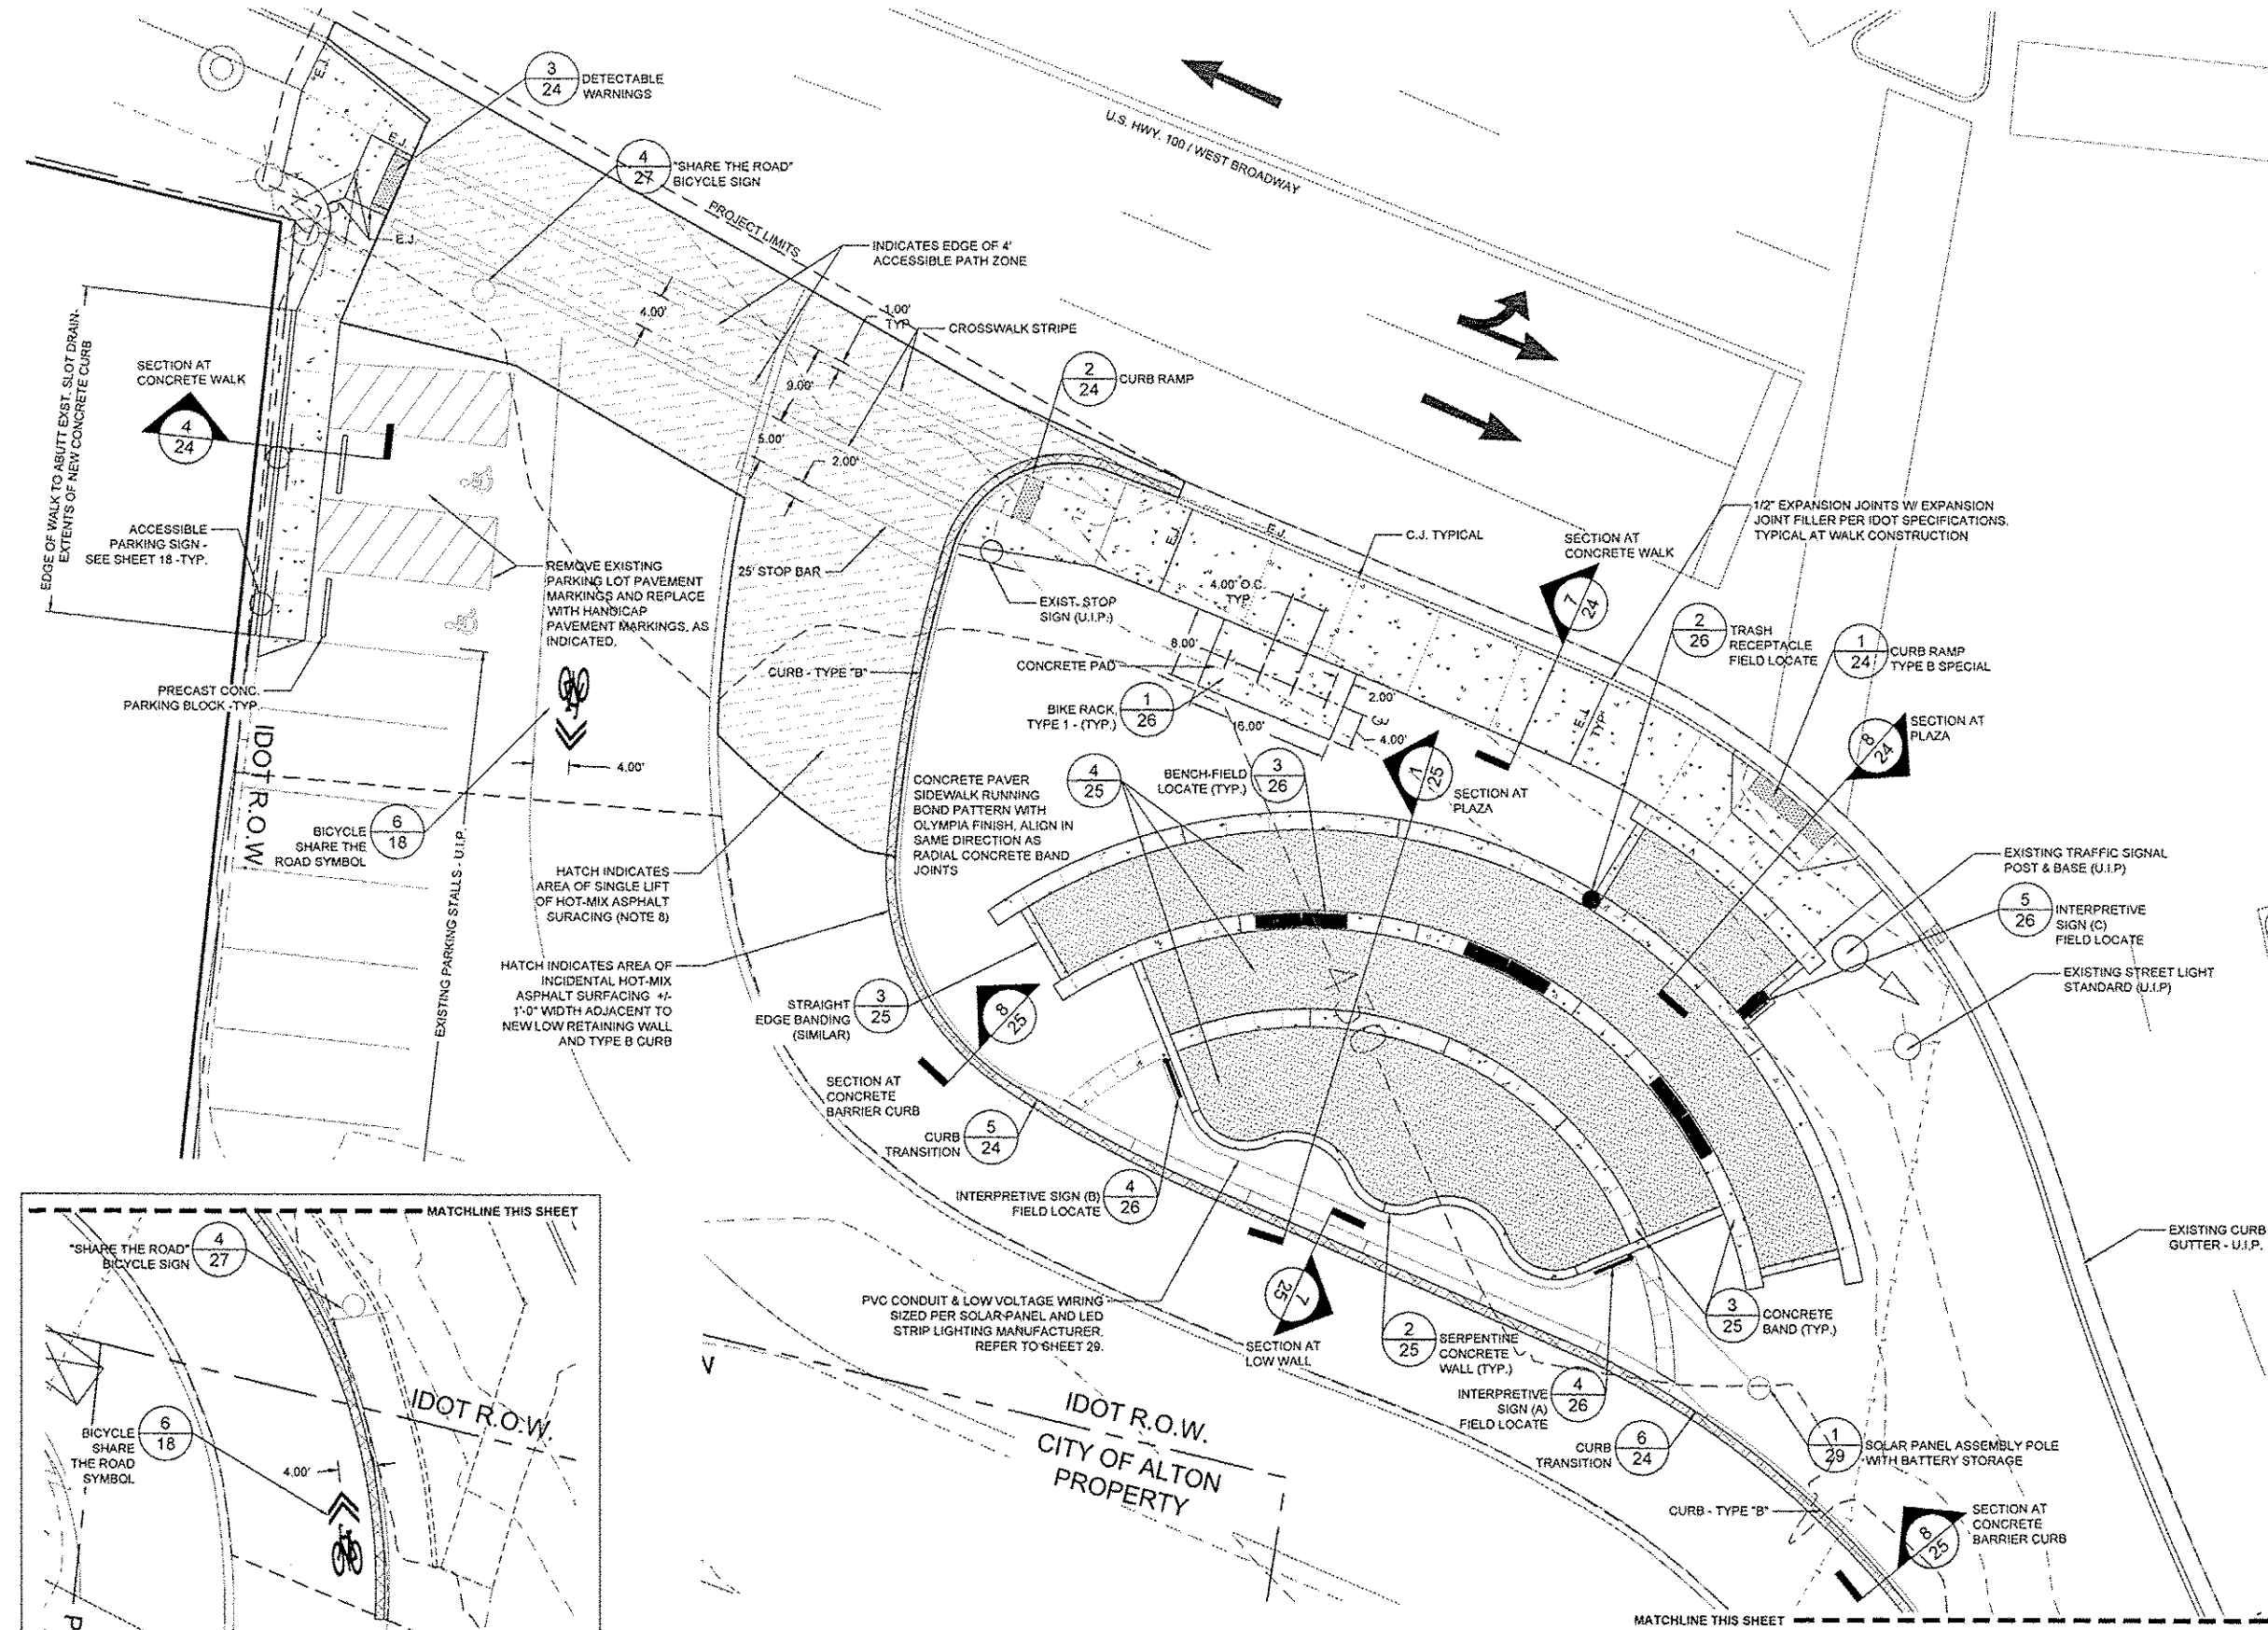 3
24
DETECTABLE
WARNINGS
4
27
"SHARE THE ROAD"
BICYCLE SIGN
U.S. HWY. 100 / WEST BROADWAY
PROJECT LIMITS
E.J.
E.J.
E.J.
INDICATES EDGE OF 4'
ACCESSIBLE PATH ZONE
4.00'
1.00'
TYP.
CROSSWALK STRIPE
9.00'
5.00'
2.00'
2
24
CURB RAMP
EDGE OF WALK TO ABUTT EXIST. SLOT DRAIN-
EXTENTS OF NEW CONCRETE CURB
SECTION AT
CONCRETE WALK
4
24
ACCESSIBLE
PARKING SIGN -
SEE SHEET 18 -TYP.
REMOVE EXISTING
PARKING LOT PAVEMENT
MARKINGS AND REPLACE
WITH HANDICAP
PAVEMENT MARKINGS, AS
INDICATED.
25' STOP BAR
EXIST. STOP
SIGN (U.I.P.)
E.J.
E.J.
C.J. TYPICAL
4.00' O.C.
TYP.
SECTION AT
CONCRETE WALK
7
24
1/2" EXPANSION JOINTS W/ EXPANSION
JOINT FILLER PER IDOT SPECIFICATIONS.
TYPICAL AT WALK CONSTRUCTION
2
26
TRASH
RECEPTACLE
FIELD LOCATE
1
24
CURB RAMP
TYPE B SPECIAL
8
24
SECTION AT
PLAZA
PRECAST CONC.
PARKING BLOCK -TYP.
IDOT R.O.W
CURB - TYPE "B"
CONCRETE PAD
8.00'
BIKE RACK,
TYPE 1 - (TYP.)
1
26
16.00'
2.00'
4.00'
E.J.
TYP.
4.00'
BICYCLE
SHARE THE
ROAD SYMBOL
6
18
EXISTING PARKING STALLS - U.I.P.
HATCH INDICATES
AREA OF SINGLE LIFT
OF HOT-MIX ASPHALT
SURACING (NOTE 8)
CONCRETE PAVER
SIDEWALK RUNNING
BOND PATTERN WITH
OLYMPIA FINISH, ALIGN IN
SAME DIRECTION AS
RADIAL CONCRETE BAND
JOINTS
4
25
BENCH-FIELD
LOCATE (TYP.)
3
26
1
25
SECTION AT
PLAZA
EXISTING TRAFFIC SIGNAL
POST & BASE (U.I.P)
5
26
INTERPRETIVE
SIGN (C)
FIELD LOCATE
EXISTING STREET LIGHT
STANDARD (U.I.P)
HATCH INDICATES AREA OF
INCIDENTAL HOT-MIX
ASPHALT SURFACING +/-
1'-0" WIDTH ADJACENT TO
NEW LOW RETAINING WALL
AND TYPE B CURB
STRAIGHT
EDGE BANDING
(SIMILAR)
3
25
8
25
SECTION AT
CONCRETE
BARRIER CURB
CURB
TRANSITION
5
24
INTERPRETIVE SIGN (B)
FIELD LOCATE
4
26
PVC CONDUIT & LOW VOLTAGE WIRING
SIZED PER SOLAR PANEL AND LED
STRIP LIGHTING MANUFACTURER.
REFER TO SHEET 29.
7
25
SECTION AT
LOW WALL
2
25
SERPENTINE
CONCRETE
WALL (TYP.)
INTERPRETIVE
SIGN (A)
FIELD LOCATE
4
26
3
25
CONCRETE
BAND (TYP.)
EXISTING CURB
GUTTER - U.I.P.
CURB
TRANSITION
6
24
1
29
SOLAR PANEL ASSEMBLY POLE
WITH BATTERY STORAGE
CURB - TYPE "B"
8
25
SECTION AT
CONCRETE
BARRIER CURB
IDOT R.O.W.
CITY OF ALTON
PROPERTY
MATCHLINE THIS SHEET
MATCHLINE THIS SHEET
"SHARE THE ROAD"
BICYCLE SIGN
4
27
IDOT R.O.W.
BICYCLE
SHARE
THE ROAD
SYMBOL
6
18
4.00'
P